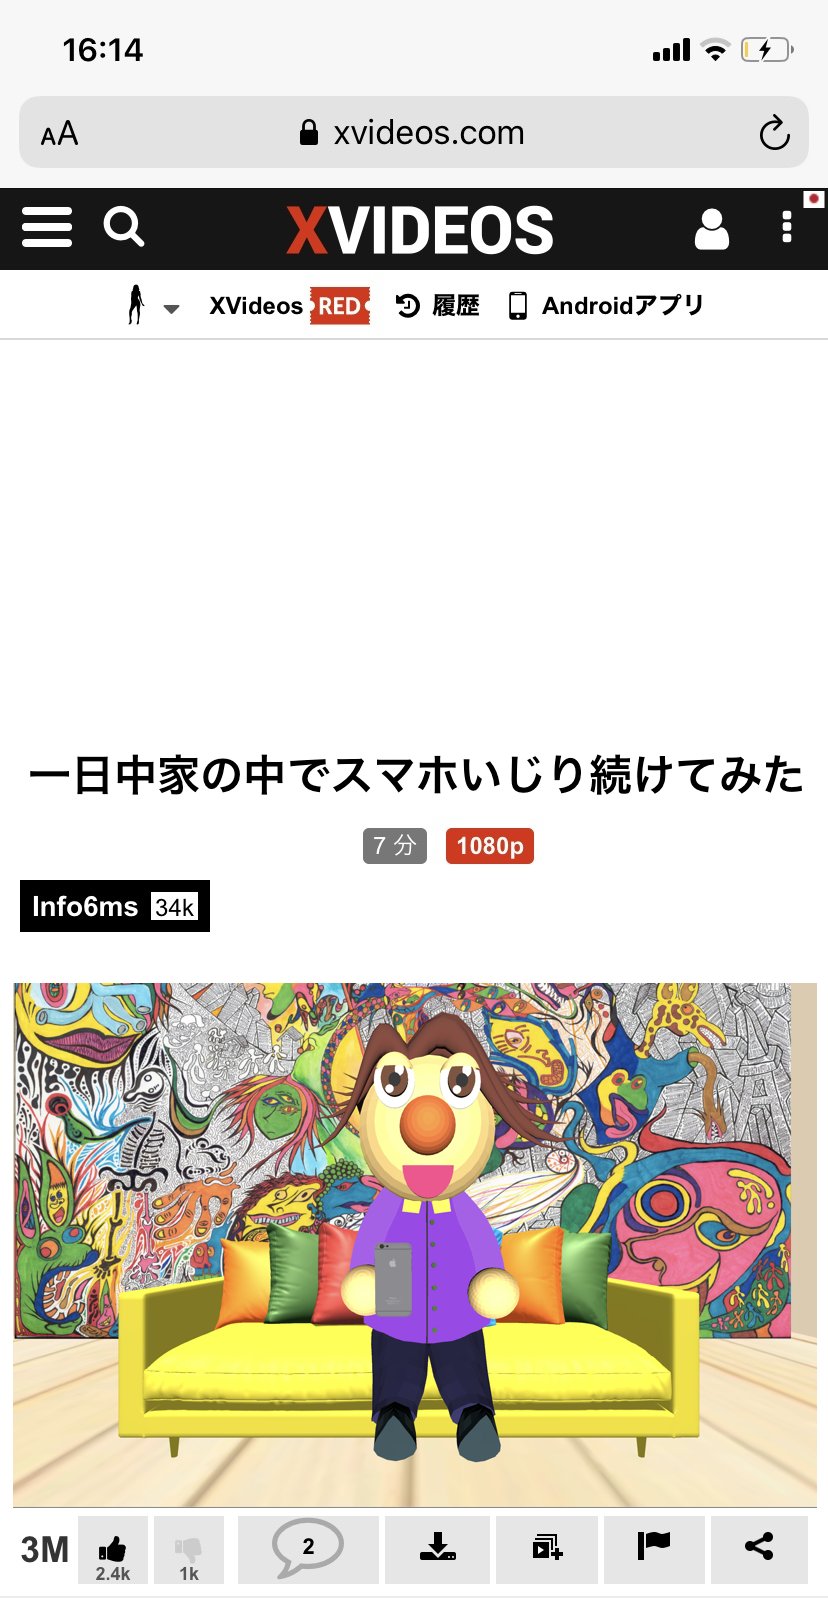 16:14
AA xvideos.com
XVIDEOS
XVideos RED 履歴 Androidアプリ
一日中家の中でスマホいじり続けてみた
7 分 1080p
Info6ms 34k
3M 2.4k 1k 2